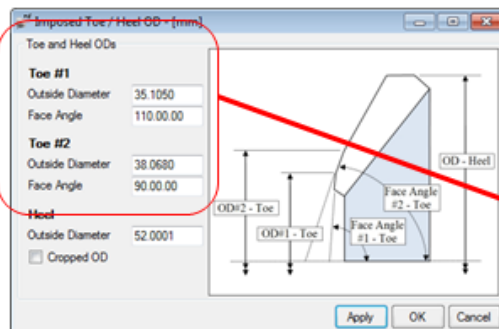 Imposed Toe / Heel OD - [mm]
Toe and Heel ODs
Toe #1
Outside Diameter 35.1050
Face Angle 110.00.00
Toe #2
Outside Diameter 38.0680
Face Angle 90.00.00
Heel
Outside Diameter 52.0001
Cropped OD
OD - Heel
Face Angle
#2 - Toe
OD#2 - Toe
OD#1 - Toe
Face Angle
#1 - Toe
Apply OK Cancel